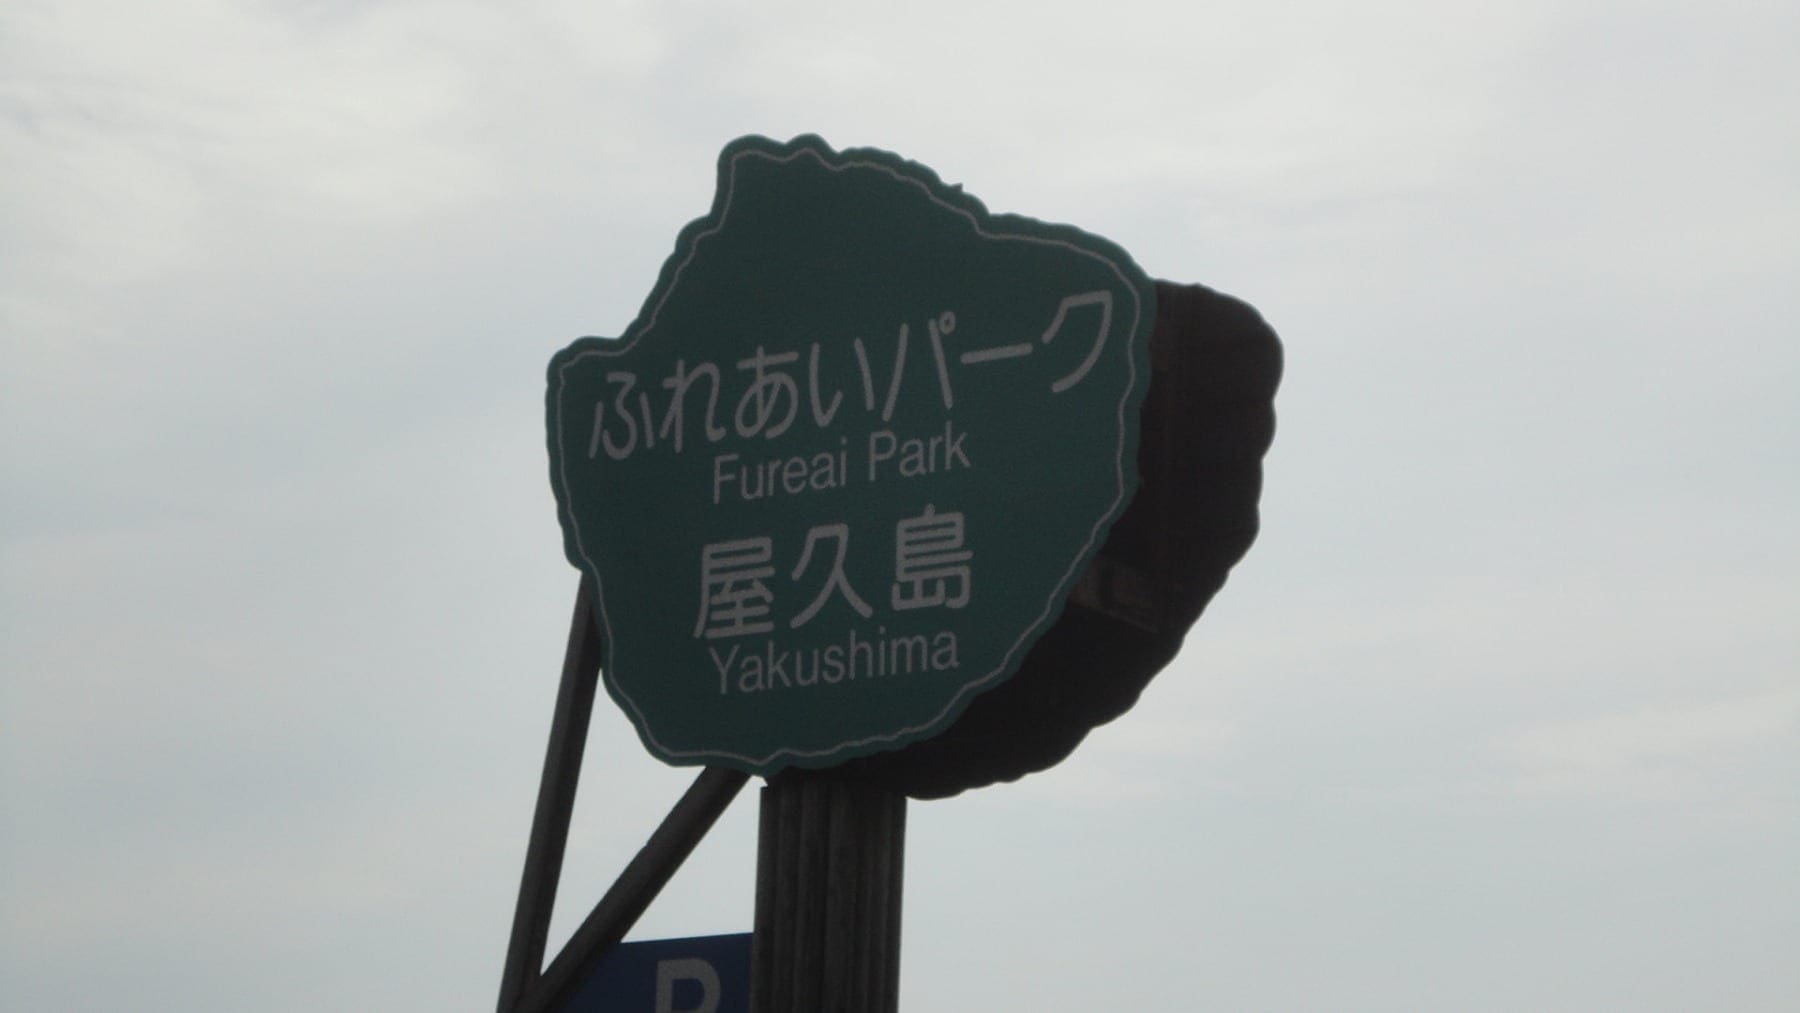 ふれあいパーク
Fureai Park
屋久島
Yakushima
P